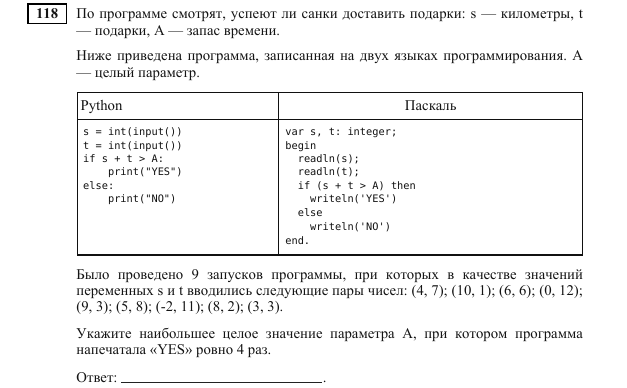 118
По программе смотрят, успеют ли санки доставить подарки: s — километры, t
— подарки, A — запас времени.
Ниже приведена программа, записанная на двух языках программирования. A
— целый параметр.
Python
Паскаль
s = int(input())
t = int(input())
if s + t > A:
    print("YES")
else:
    print("NO")
var s, t: integer;
begin
  readln(s);
  readln(t);
  if (s + t > A) then
    writeln('YES')
  else
    writeln('NO')
end.
Было проведено 9 запусков программы, при которых в качестве значений
переменных s и t вводились следующие пары чисел: (4, 7); (10, 1); (6, 6); (0, 12);
(9, 3); (5, 8); (-2, 11); (8, 2); (3, 3).
Укажите наибольшее целое значение параметра A, при котором программа
напечатала «YES» ровно 4 раз.
Ответ: ____________________.